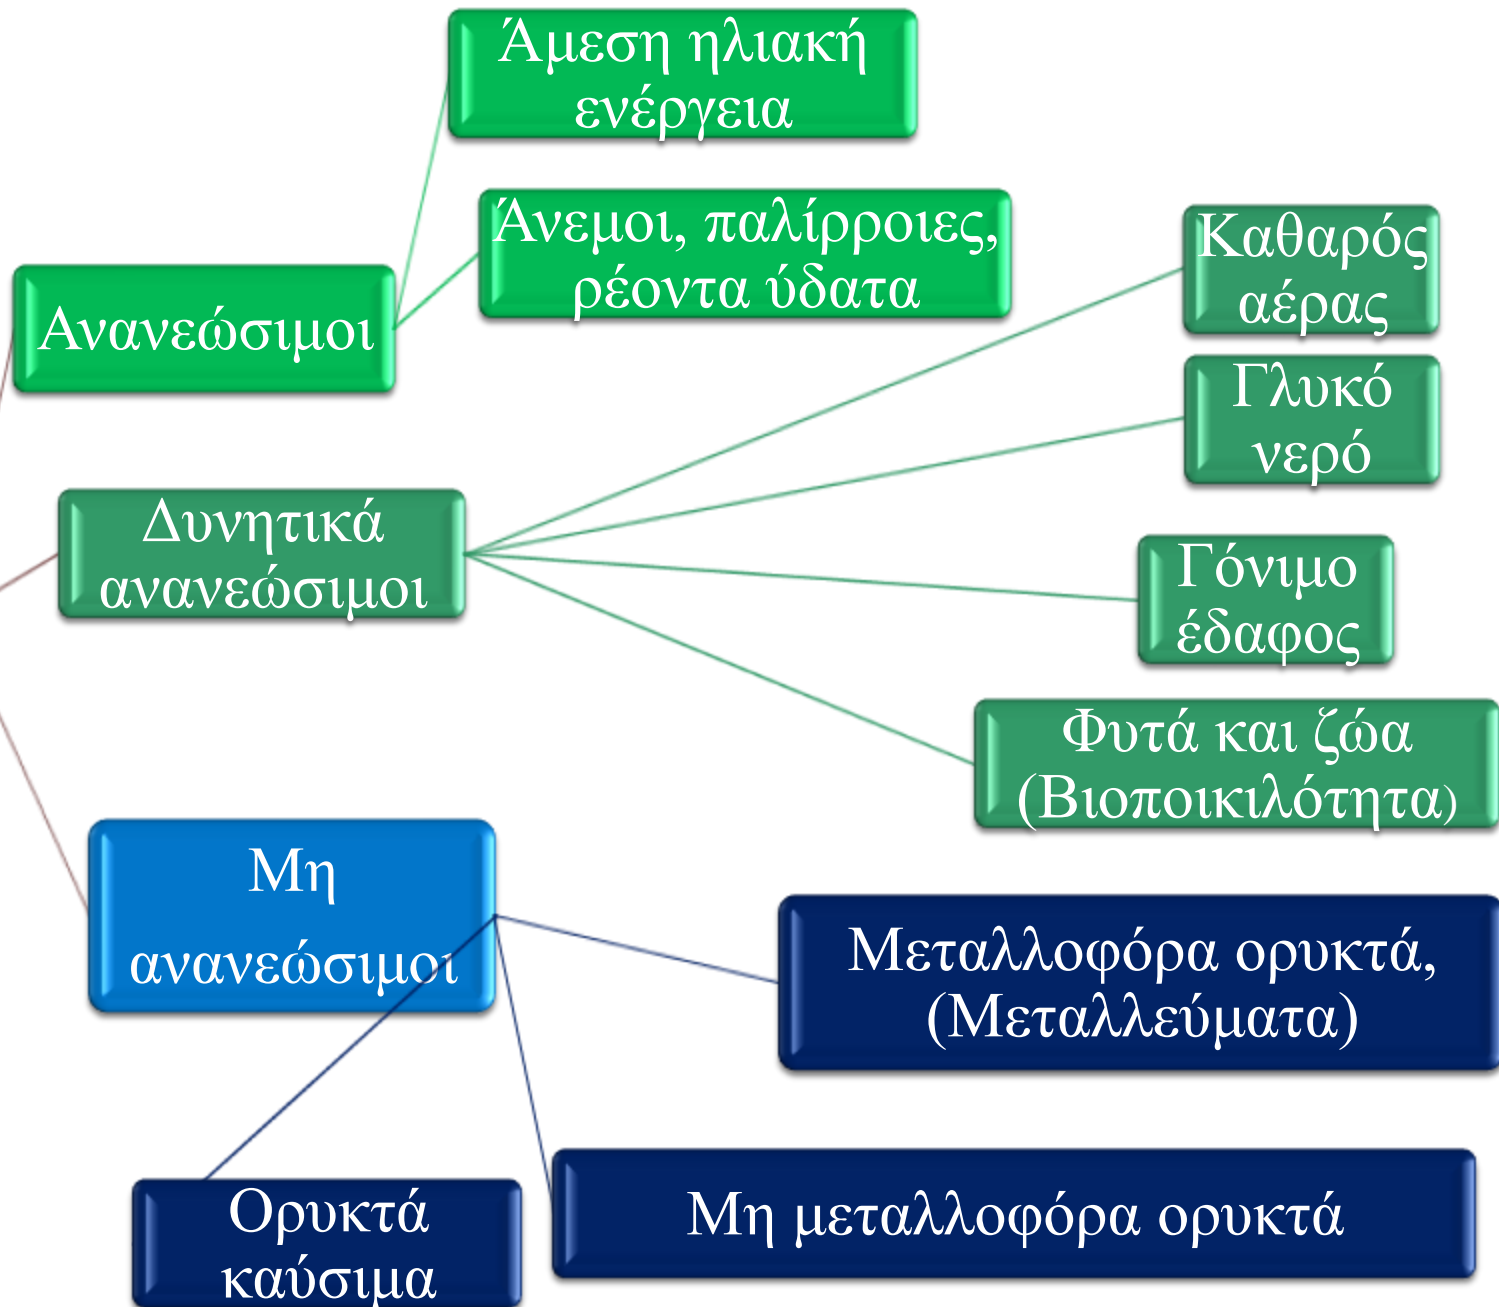 Άμεση ηλιακή
ενέργεια
Άνεμοι, παλίρροιες,
ρέοντα ύδατα
Ανανεώσιμοι
Καθαρός
αέρας
Γλυκό
νερό
Δυνητικά
ανανεώσιμοι
Γόνιμο
έδαφος
Φυτά και ζώα
(Βιοποικιλότητα)
Μη
ανανεώσιμοι
Μεταλλοφόρα ορυκτά,
(Μεταλλεύματα)
Μη μεταλλοφόρα ορυκτά
Ορυκτά
καύσιμα